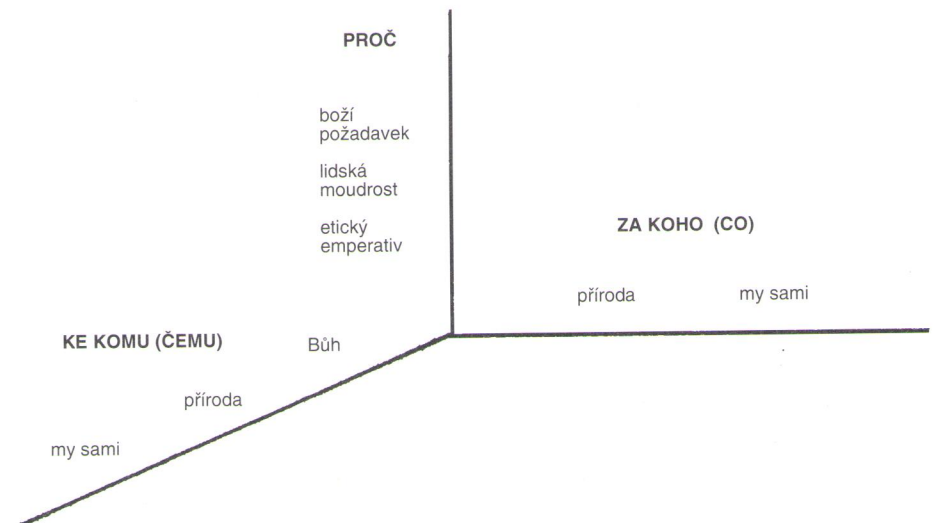 PROČ
boží
požadavek
lidská
moudrost
etický
emperativ
ZA KOHO (CO)
příroda
my sami
KE KOMU (ČEMU)
Bůh
příroda
my sami